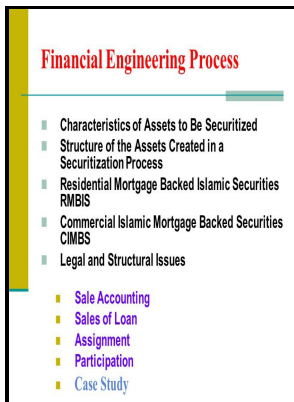 Financial Engineering Process
Characteristics of Assets to Be Securitized
Structure of the Assets Created in a
Securitization Process
Residential Mortgage Backed Islamic Securities
RMBIS
Commercial Islamic Mortgage Backed Securities
CIMBS
Legal and Structural Issues
Sale Accounting
Sales of Loan
Assignment
Participation
Case Study